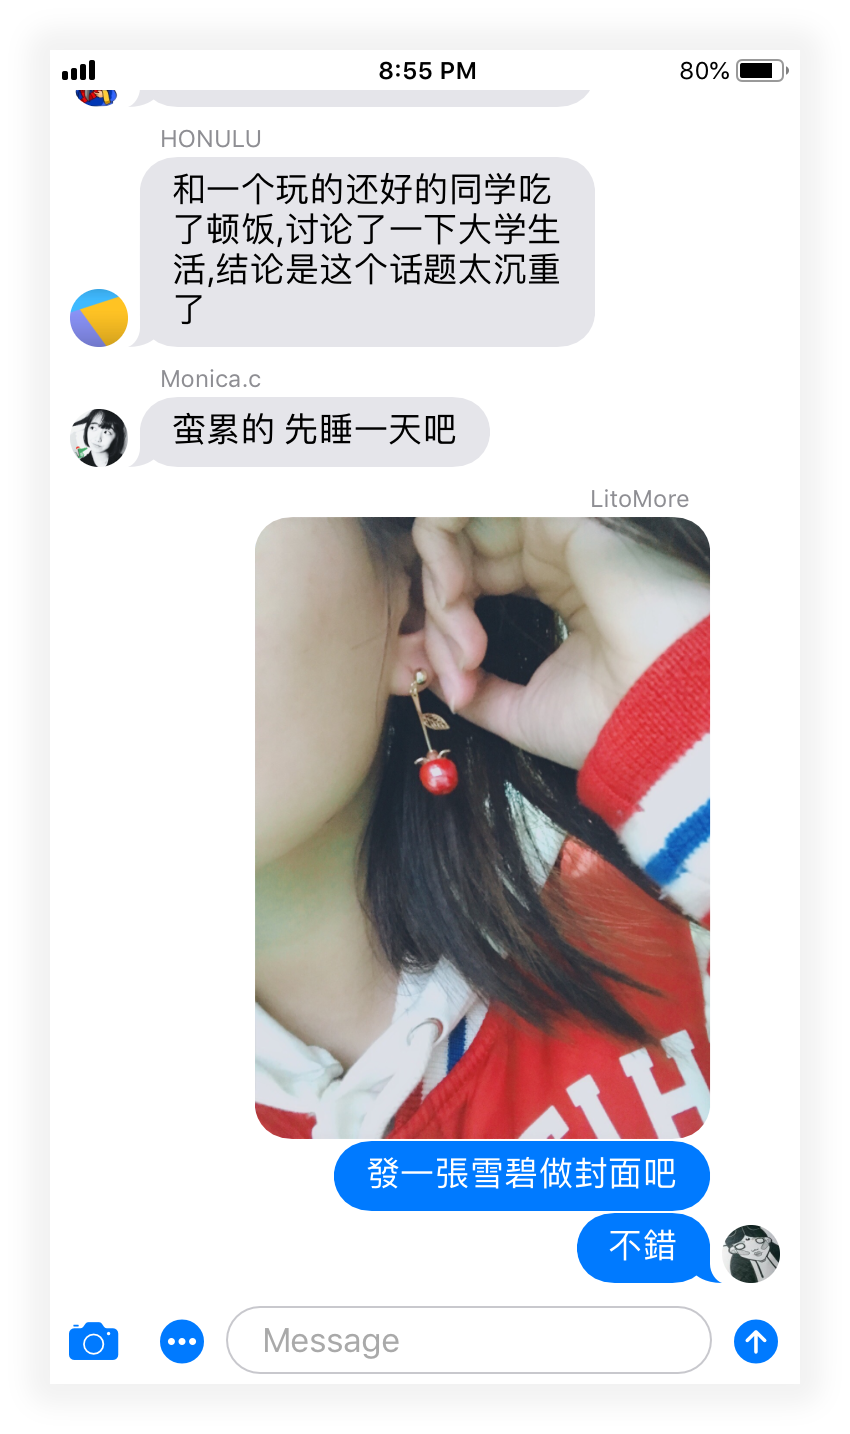 8:55 PM
80%
HONULU
和一个玩的还好的同学吃
了顿饭,讨论了一下大学生
活,结论是这个话题太沉重
了
Monica.c
蛮累的 先睡一天吧
LitoMore
發一張雪碧做封面吧
不錯
Message